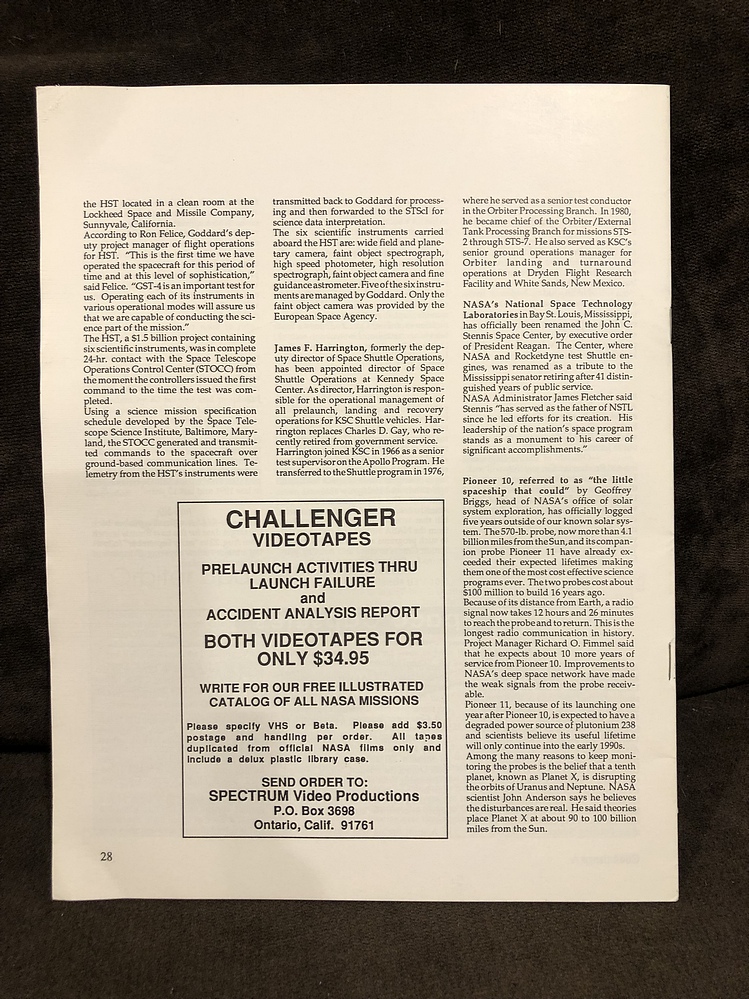 the HST located in a clean room at the
Lockheed Space and Missile Company,
Sunnyvale, California.
According to Ron Felice, Goddard's dep-
uty project manager of flight operations
for HST. "This is the first time we have
operated the spacecraft for this period of
time and at this level of sophistication,"
said Felice. "GST-4 is an important test for
us. Operating each of its instruments in
various operational modes will assure us
that we are capable of conducting the sci-
ence part of the mission."
The HST, a $1.5 billion project containing
six scientific instruments, was in complete
24-hr. contact with the Space Telescope
Operations Control Center (STOCC) from
the moment the controllers issued the first
command to the time the test was com-
pleted.
Using a science mission specification
schedule developed by the Space Tele-
scope Science Institute, Baltimore, Mary-
land, the STOCC generated and transmit-
ted commands to the spacecraft over
ground-based communication lines. Te-
lemetry from the HST's instruments were
transmitted back to Goddard for process-
ing and then forwarded to the STScI for
science data interpretation.
The six scientific instruments carried
aboard the HST are: wide field and plane-
tary camera, faint object spectrograph,
high speed photometer, high resolution
spectrograph, faint object camera and fine
guidance astrometer. Five of the six instru-
ments are managed by Goddard. Only the
faint object camera was provided by the
European Space Agency.
James F. Harrington, formerly the dep-
uty director of Space Shuttle Operations,
has been appointed director of Space
Shuttle Operations at Kennedy Space
Center. As director, Harrington is respon-
sible for the operational management of
all prelaunch, landing and recovery
operations for KSC Shuttle vehicles. Har-
rington replaces Charles D. Gay, who re-
cently retired from government service.
Harrington joined KSC in 1966 as a senior
test supervisor on the Apollo Program. He
transferred to the Shuttle program in 1976,
where he served as a senior test conductor
in the Orbiter Processing Branch. In 1980,
he became chief of the Orbiter/External
Tank Processing Branch for missions STS-
2 through STS-7. He also served as KSC's
senior ground operations manager for
Orbiter landing and turnaround
operations at Dryden Flight Research
Facility and White Sands, New Mexico.
NASA's National Space Technology
Laboratories in Bay St. Louis, Mississippi,
has officially been renamed the John C.
Stennis Space Center, by executive order
of President Reagan. The Center, where
NASA and Rocketdyne test Shuttle en-
gines, was renamed as a tribute to the
Mississippi senator retiring after 41 distin-
guished years of public service.
NASA Administrator James Fletcher said
Stennis "has served as the father of NSTL
since he led efforts for its creation. His
leadership of the nation's space program
stands as a monument to his career of
significant accomplishments."
Pioneer 10, referred to as "the little
spaceship that could" by Geoffrey
Briggs, head of NASA's office of solar
system exploration, has officially logged
five years outside of our known solar sys-
tem. The 570-lb. probe, now more than 4.1
billion miles from the Sun, and its compan-
ion probe Pioneer 11 have already ex-
ceeded their expected lifetimes making
them one of the most cost effective science
programs ever. The two probes cost about
$100 million to build 16 years ago.
Because of its distance from Earth, a radio
signal now takes 12 hours and 26 minutes
to reach the probe and to return. This is the
longest radio communication in history.
Project Manager Richard O. Fimmel said
that he expects about 10 more years of
service from Pioneer 10. Improvements to
NASA's deep space network have made
the weak signals from the probe receiv-
able.
Pioneer 11, because of its launching one
year after Pioneer 10, is expected to have a
degraded power source of plutonium 238
and scientists believe its useful lifetime
will only continue into the early 1990s.
Among the many reasons to keep moni-
toring the probes is the belief that a tenth
planet, known as Planet X, is disrupting
the orbits of Uranus and Neptune. NASA
scientist John Anderson says he believes
the disturbances are real. He said theories
place Planet X at about 90 to 100 billion
miles from the Sun.
CHALLENGER
VIDEOTAPES
PRELAUNCH ACTIVITIES THRU
LAUNCH FAILURE
and
ACCIDENT ANALYSIS REPORT
BOTH VIDEOTAPES FOR
ONLY $34.95
WRITE FOR OUR FREE ILLUSTRATED
CATALOG OF ALL NASA MISSIONS
Please specify VHS or Beta. Please add $3.50
postage and handling per order. All tapes
duplicated from official NASA films only and
include a delux plastic library case.
SEND ORDER TO:
SPECTRUM Video Productions
P.O. Box 3698
Ontario, Calif. 91761
28